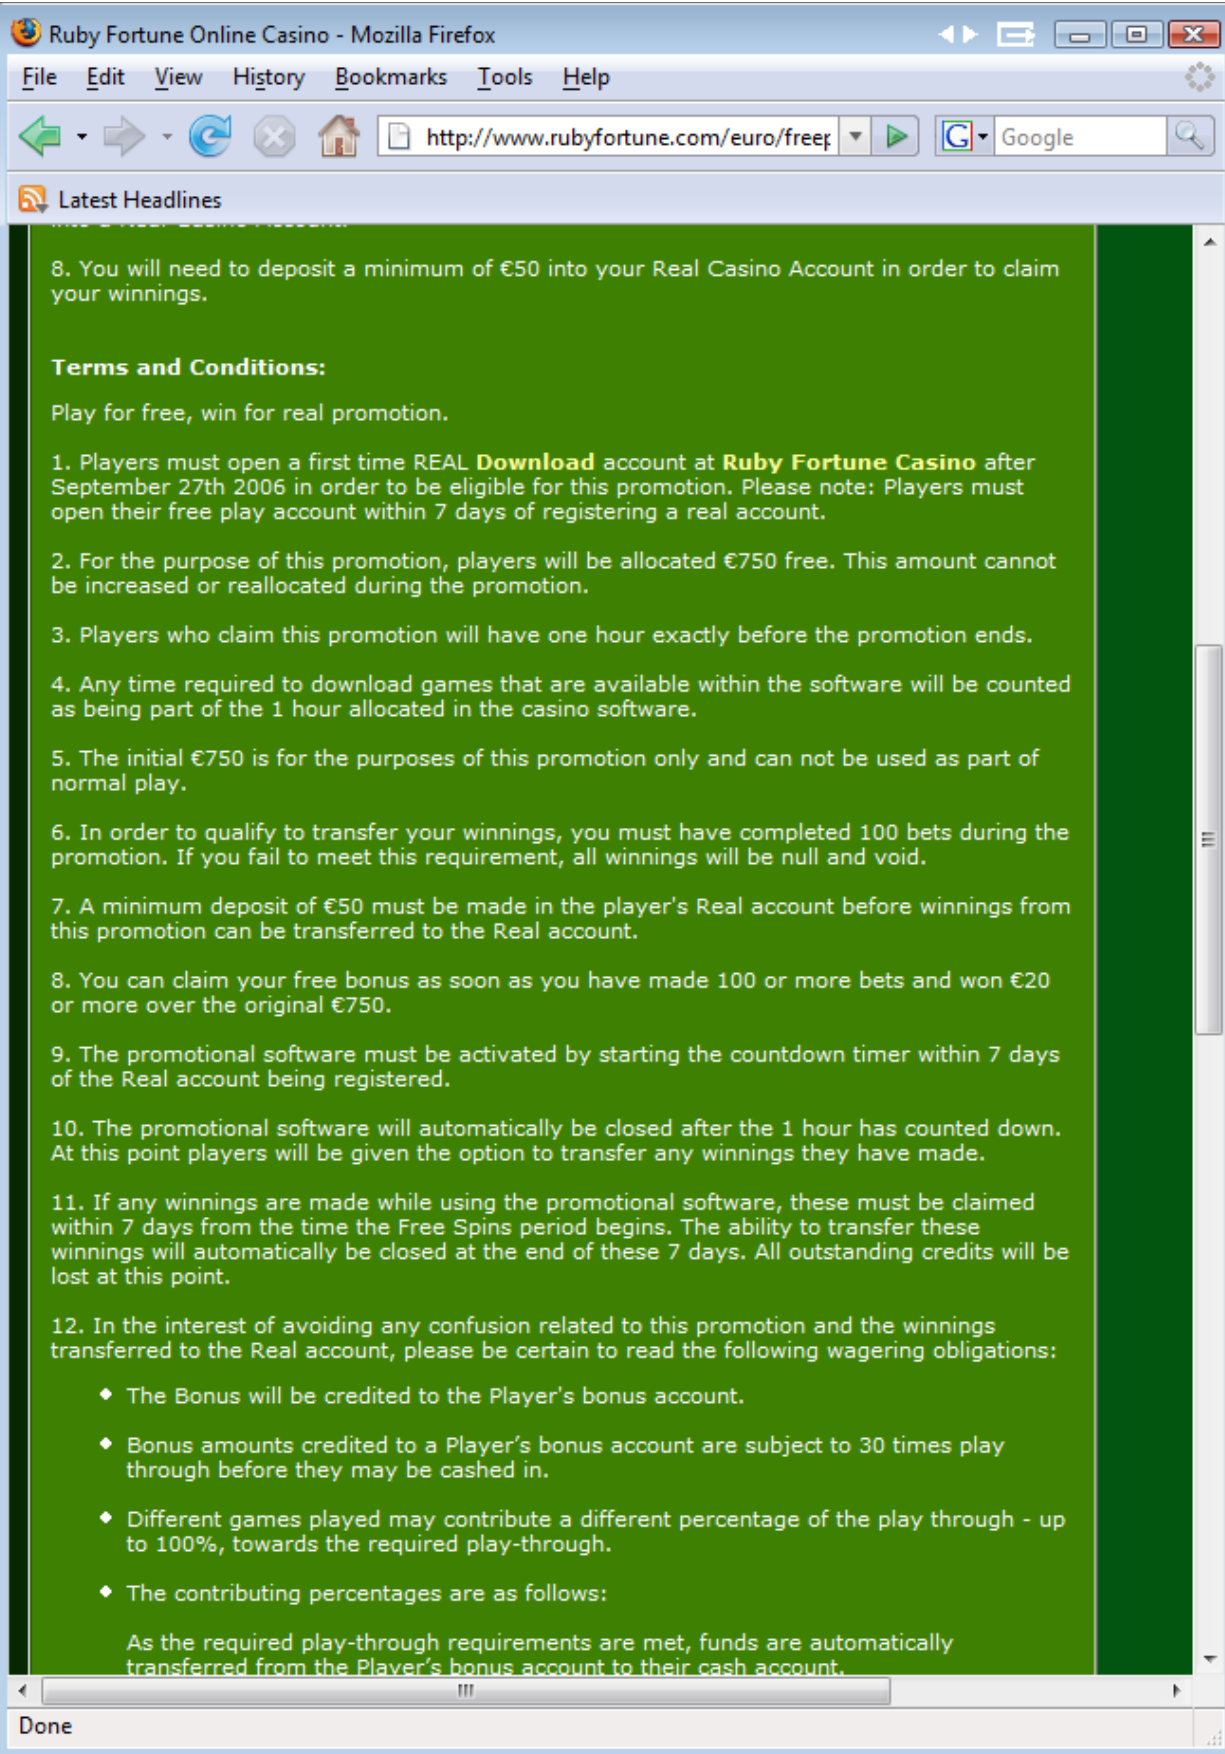 Ruby Fortune Online Casino - Mozilla Firefox
File Edit View History Bookmarks Tools Help
http://www.rubyfortune.com/euro/freep
G Google
Latest Headlines
into a Real Casino Account.
8. You will need to deposit a minimum of €50 into your Real Casino Account in order to claim
your winnings.
Terms and Conditions:
Play for free, win for real promotion.
1. Players must open a first time REAL Download account at Ruby Fortune Casino after
September 27th 2006 in order to be eligible for this promotion. Please note: Players must
open their free play account within 7 days of registering a real account.
2. For the purpose of this promotion, players will be allocated €750 free. This amount cannot
be increased or reallocated during the promotion.
3. Players who claim this promotion will have one hour exactly before the promotion ends.
4. Any time required to download games that are available within the software will be counted
as being part of the 1 hour allocated in the casino software.
5. The initial €750 is for the purposes of this promotion only and can not be used as part of
normal play.
6. In order to qualify to transfer your winnings, you must have completed 100 bets during the
promotion. If you fail to meet this requirement, all winnings will be null and void.
7. A minimum deposit of €50 must be made in the player's Real account before winnings from
this promotion can be transferred to the Real account.
8. You can claim your free bonus as soon as you have made 100 or more bets and won €20
or more over the original €750.
9. The promotional software must be activated by starting the countdown timer within 7 days
of the Real account being registered.
10. The promotional software will automatically be closed after the 1 hour has counted down.
At this point players will be given the option to transfer any winnings they have made.
11. If any winnings are made while using the promotional software, these must be claimed
within 7 days from the time the Free Spins period begins. The ability to transfer these
winnings will automatically be closed at the end of these 7 days. All outstanding credits will be
lost at this point.
12. In the interest of avoiding any confusion related to this promotion and the winnings
transferred to the Real account, please be certain to read the following wagering obligations:
The Bonus will be credited to the Player's bonus account.
Bonus amounts credited to a Player’s bonus account are subject to 30 times play
through before they may be cashed in.
Different games played may contribute a different percentage of the play through - up
to 100%, towards the required play-through.
The contributing percentages are as follows:
As the required play-through requirements are met, funds are automatically
transferred from the Player’s bonus account to their cash account.
Done